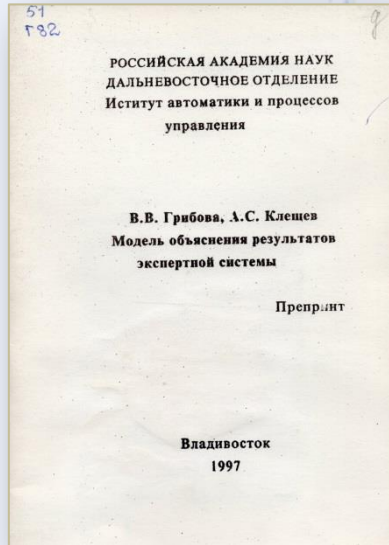 51
Г82
РОССИЙСКАЯ АКАДЕМИЯ НАУК
ДАЛЬНЕВОСТОЧНОЕ ОТДЕЛЕНИЕ
Иститут автоматики и процессов
управления
В.В. Грибова, А.С. Клещев
Модель объяснения результатов
экспертной системы
Препринт
Владивосток
1997